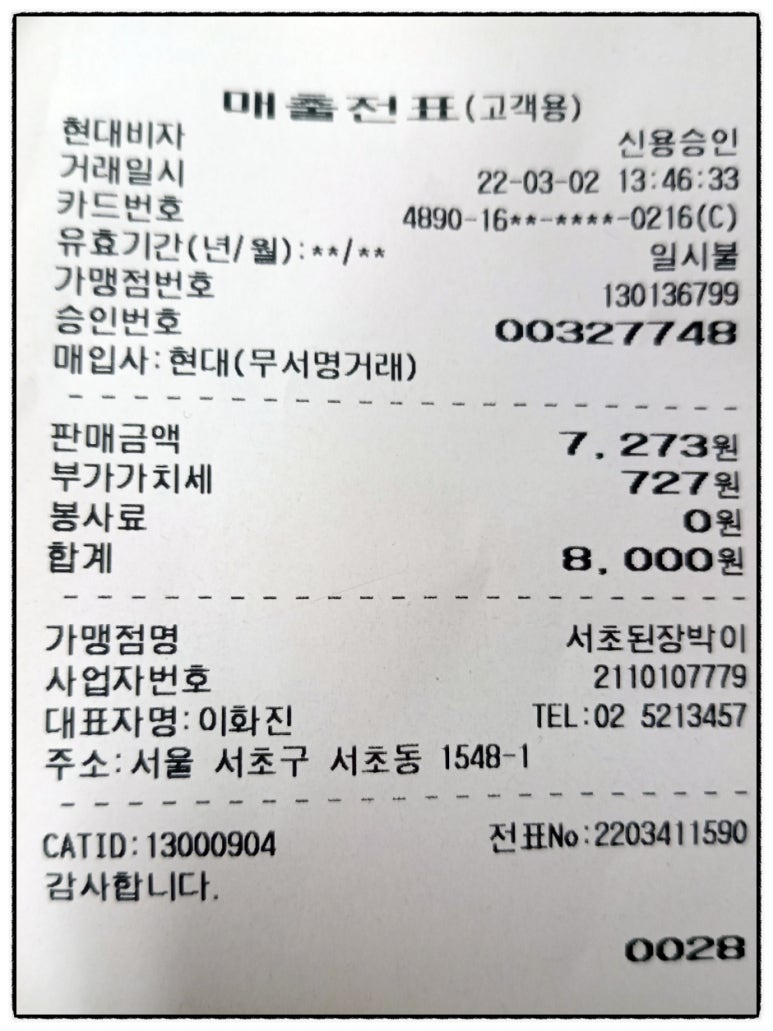 매출전표(고객용)
현대비자 신용승인
거래일시 22-03-02 13:46:33
카드번호 4890-16**-****-0216(C)
유효기간(년/월):**/** 일시불
가맹점번호 130136799
승인번호 00327748
매입사:현대(무서명거래)
판매금액 7,273원
부가가치세 727원
봉사료 0원
합계 8,000원
가맹점명 서초된장박이
사업자번호 2110107779
대표자명:이화진 TEL:02 5213457
주소:서울 서초구 서초동 1548-1
CATID:13000904 전표No:2203411590
감사합니다.
0028